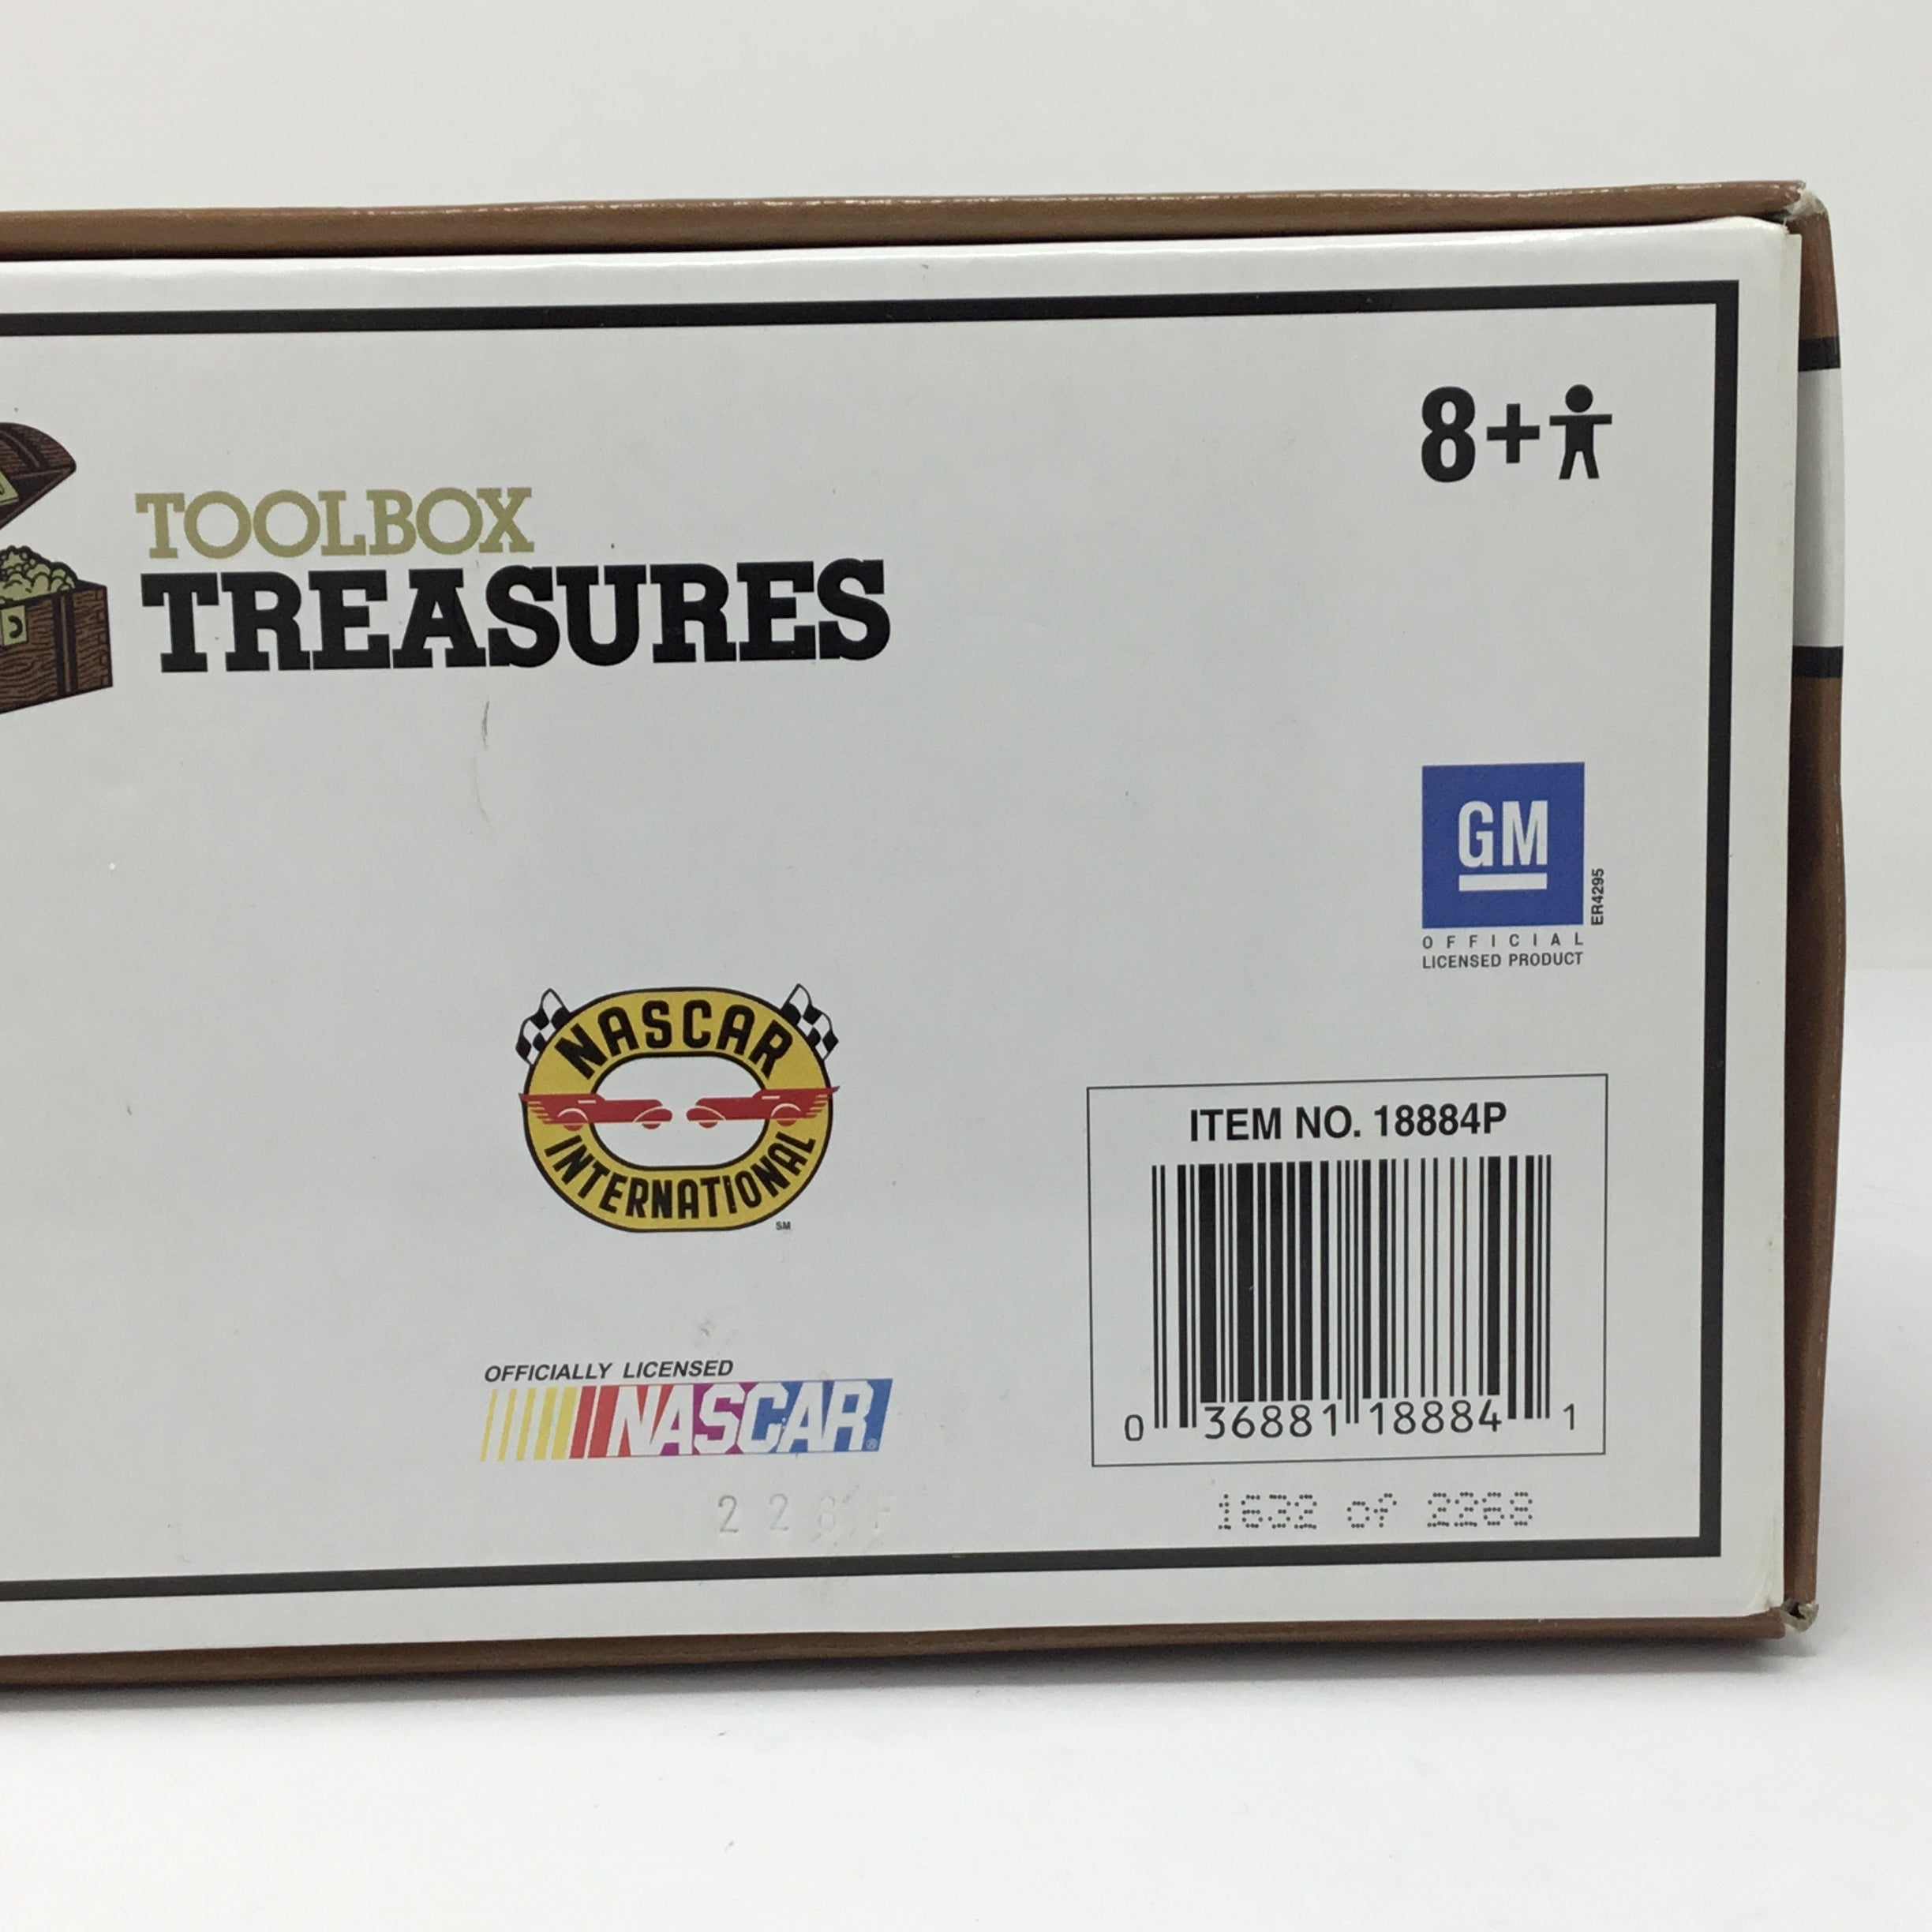 8+
TOOLBOX
TREASURES
GM
ER4295
OFFICIAL
LICENSED PRODUCT
NASCAR
INTERNATIONAL
SM
ITEM NO. 18884P
0 36881 18884 1
OFFICIALLY LICENSED
NASCAR®
1632 of 2268